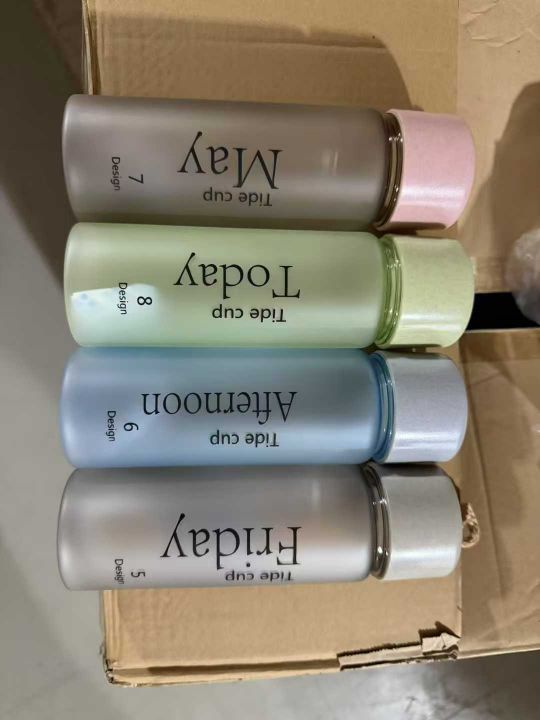 Tide cup
May
7
Design
Tide cup
Today
8
Design
Tide cup
Afternoon
6
Design
Tide cup
Friday
5
Design